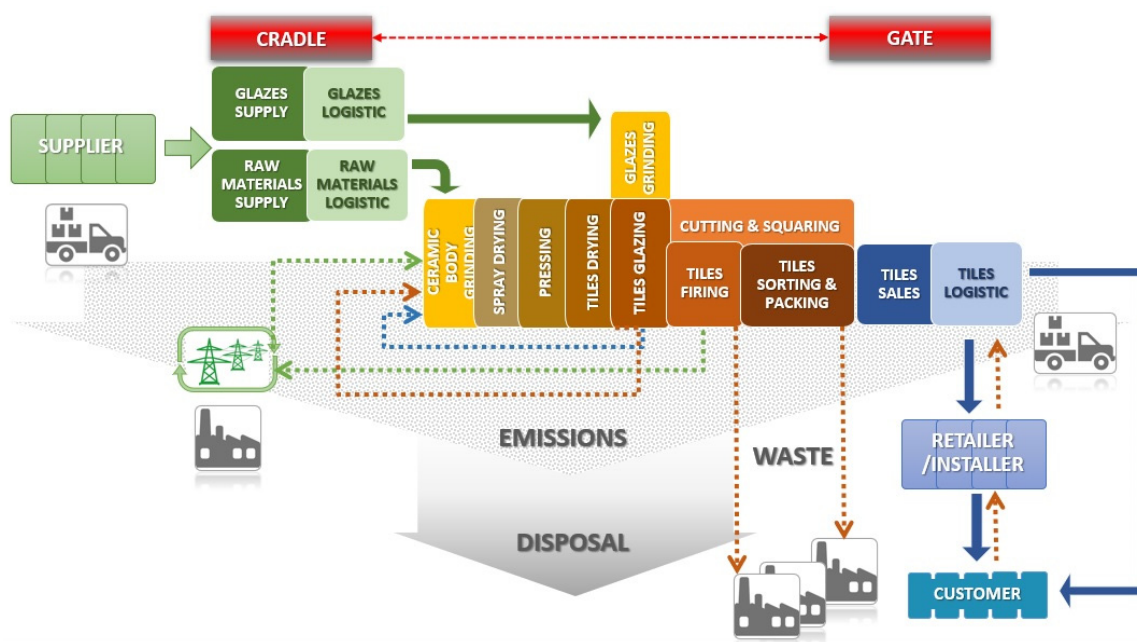 CRADLE
GATE
GLAZES
SUPPLY
GLAZES
LOGISTIC
SUPPLIER
RAW
MATERIALS
SUPPLY
RAW
MATERIALS
LOGISTIC
GLAZES
GRINDING
CERAMIC
BODY
GRINDING
SPRAY DRYING
PRESSING
TILES DRYING
TILES GLAZING
CUTTING & SQUARING
TILES
FIRING
TILES
SORTING &
PACKING
TILES
SALES
TILES
LOGISTIC
EMISSIONS
WASTE
RETAILER
/INSTALLER
DISPOSAL
CUSTOMER